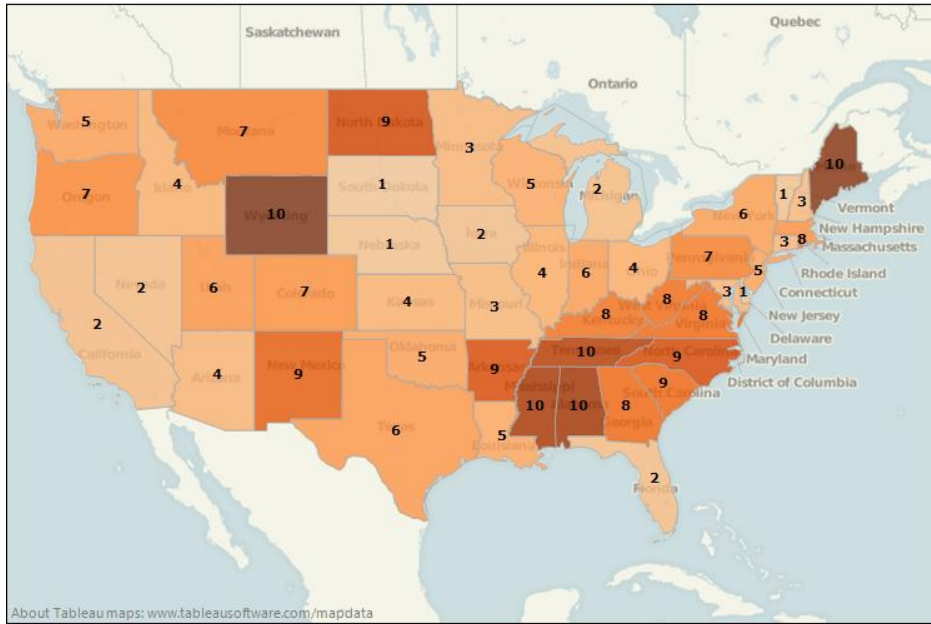 Quebec
Saskatchewan
Ontario
5
Washington
7
Montana
9
North Dakota
3
Minnesota
10
7
Oregon
4
Idaho
1
South Dakota
5
Wisconsin
2
Michigan
1
3
Vermont
10
Wyoming
6
New York
New Hampshire
8
Massachusetts
3
2
Iowa
1
Nebraska
7
Pennsylvania
Rhode Island
5
Connecticut
2
Nevada
6
Utah
7
Colorado
4
Kansas
3
Missouri
4
Illinois
6
Indiana
4
Ohio
3
1
New Jersey
8
West Virginia
8
Kentucky
8
Virginia
Delaware
Maryland
District of Columbia
2
California
4
Arizona
9
New Mexico
5
Oklahoma
9
Arkansas
10
Tennessee
9
North Carolina
9
South Carolina
10
Mississippi
10
Alabama
8
Georgia
6
Texas
5
Louisiana
2
Florida
About Tableau maps: www.tableausoftware.com/mapdata